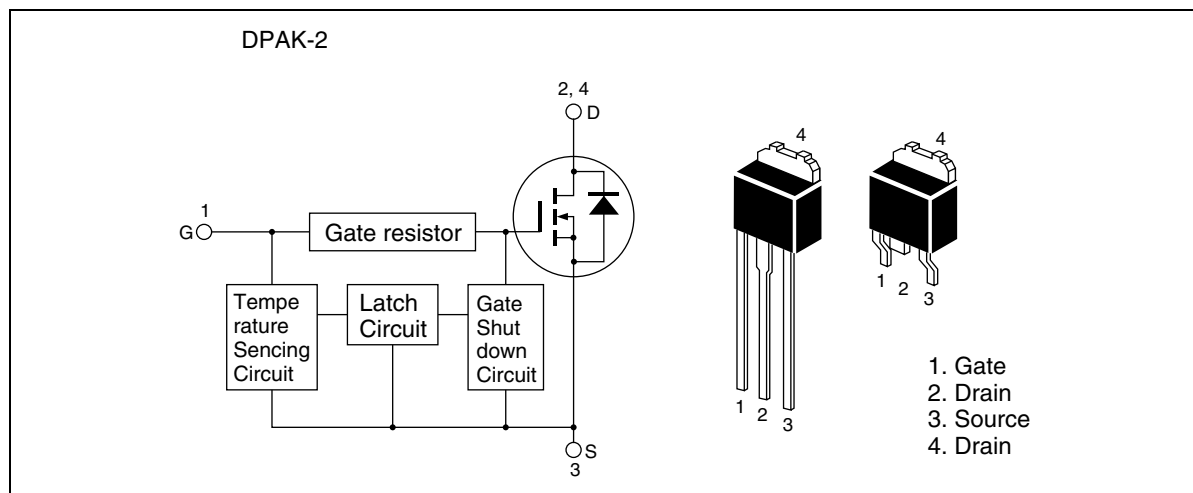 DPAK-2
2, 4
D
1
G
Gate resistor
Tempe
rature
Sencing
Circuit
Latch
Circuit
Gate
Shut
down
Circuit
S
3
4
1
2
3
4
1
2
3
1. Gate
2. Drain
3. Source
4. Drain